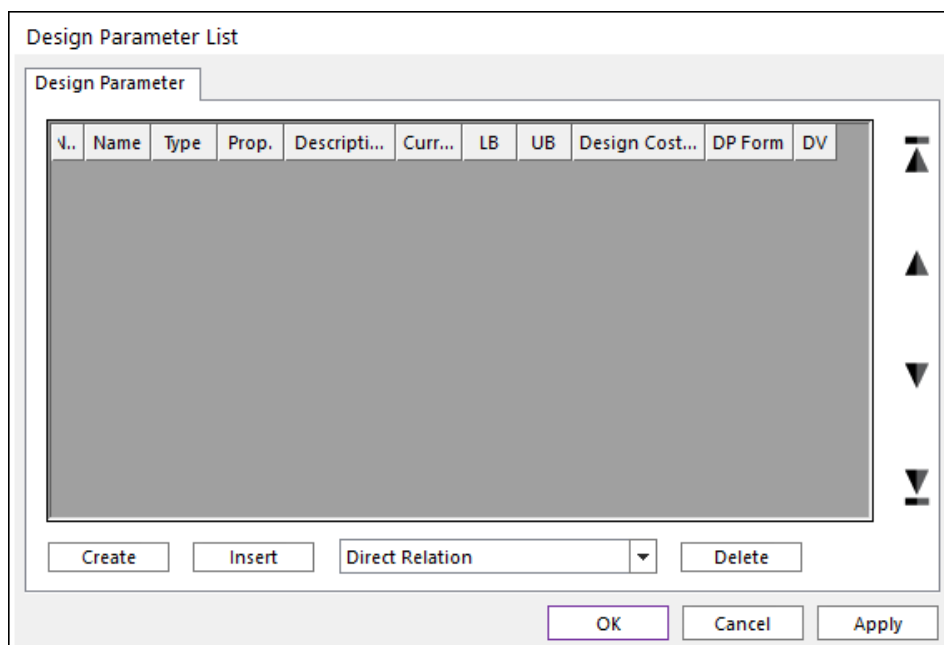 Design Parameter List
Design Parameter
Name Type Prop. Descripti... Curr... LB UB Design Cost... DP Form DV
Create Insert Direct Relation Delete
OK Cancel Apply